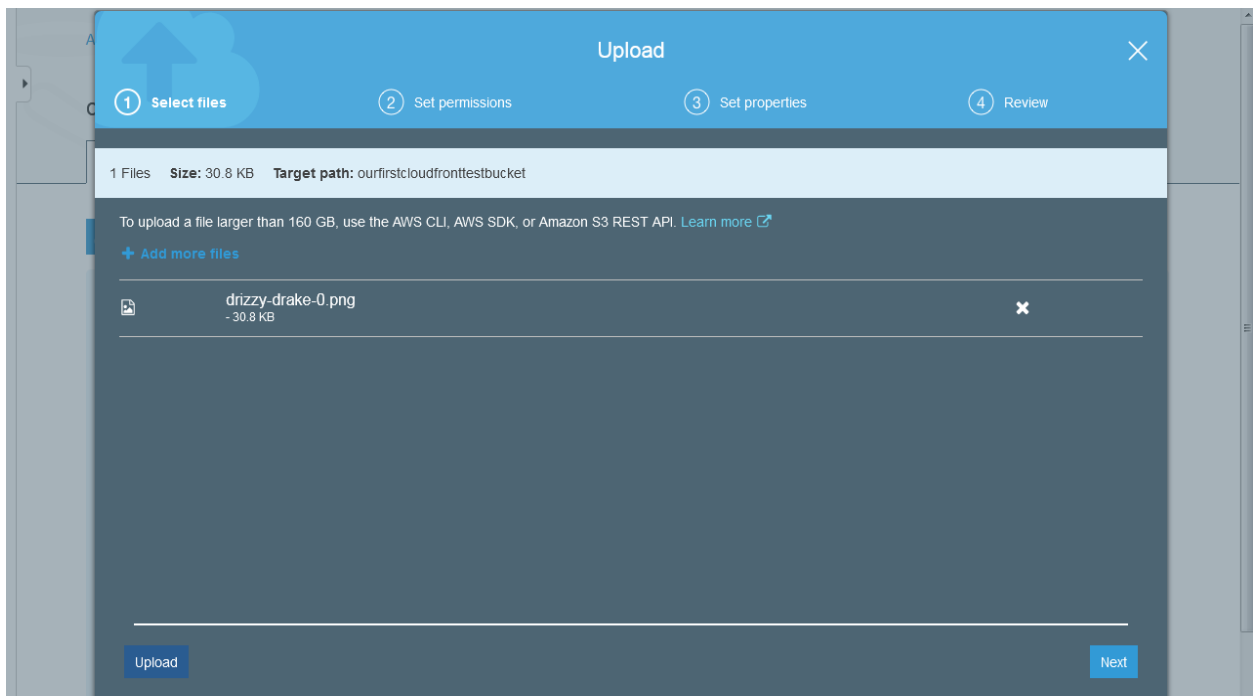 Upload
1 Select files 2 Set permissions 3 Set properties 4 Review
1 Files Size: 30.8 KB Target path: ourfirstcloudfronttestbucket
To upload a file larger than 160 GB, use the AWS CLI, AWS SDK, or Amazon S3 REST API. Learn more
+ Add more files
drizzy-drake-0.png
- 30.8 KB
Upload Next